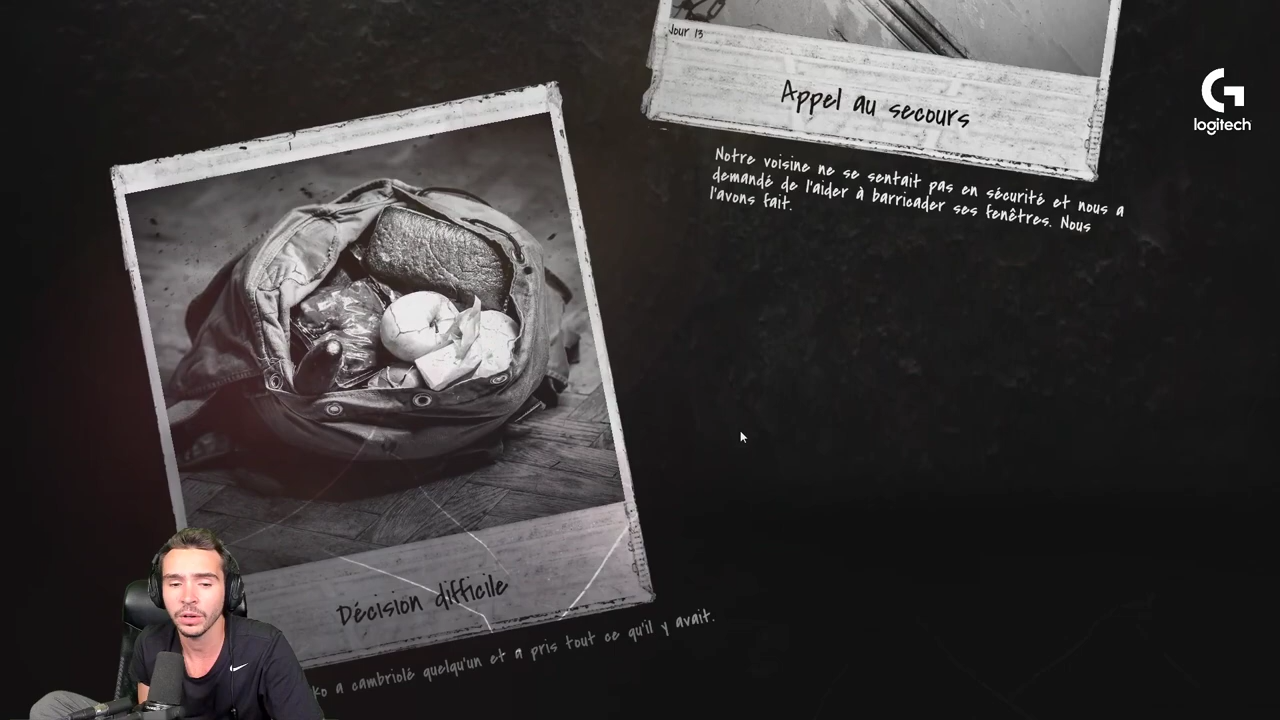 Jour 13
Appel au secours
Notre voisine ne se sentait pas en sécurité et nous a
demandé de l'aider à barricader ses fenêtres. Nous
l'avons fait.
logitech
Décision difficile
a cambriolé quelqu'un et a pris tout ce qu'il y avait.